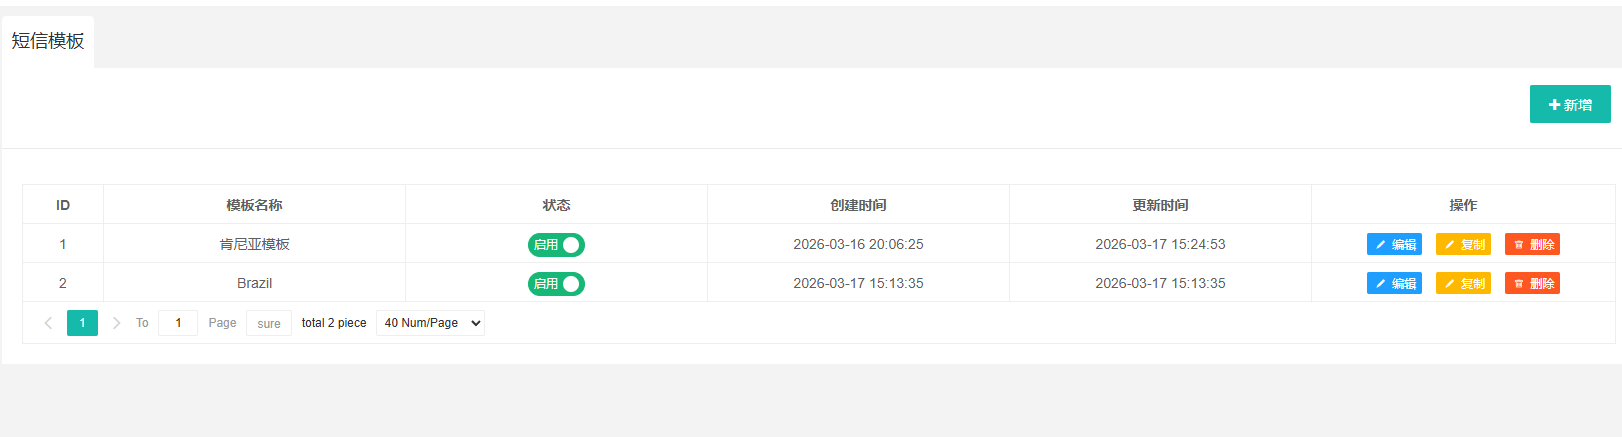 短信模板
新增
ID 模板名称 状态 创建时间 更新时间 操作
1 肯尼亚模板 启用 2026-03-16 20:06:25 2026-03-17 15:24:53 编辑 复制 删除
2 Brazil 启用 2026-03-17 15:13:35 2026-03-17 15:13:35 编辑 复制 删除
1 To 1 Page sure total 2 piece 40 Num/Page